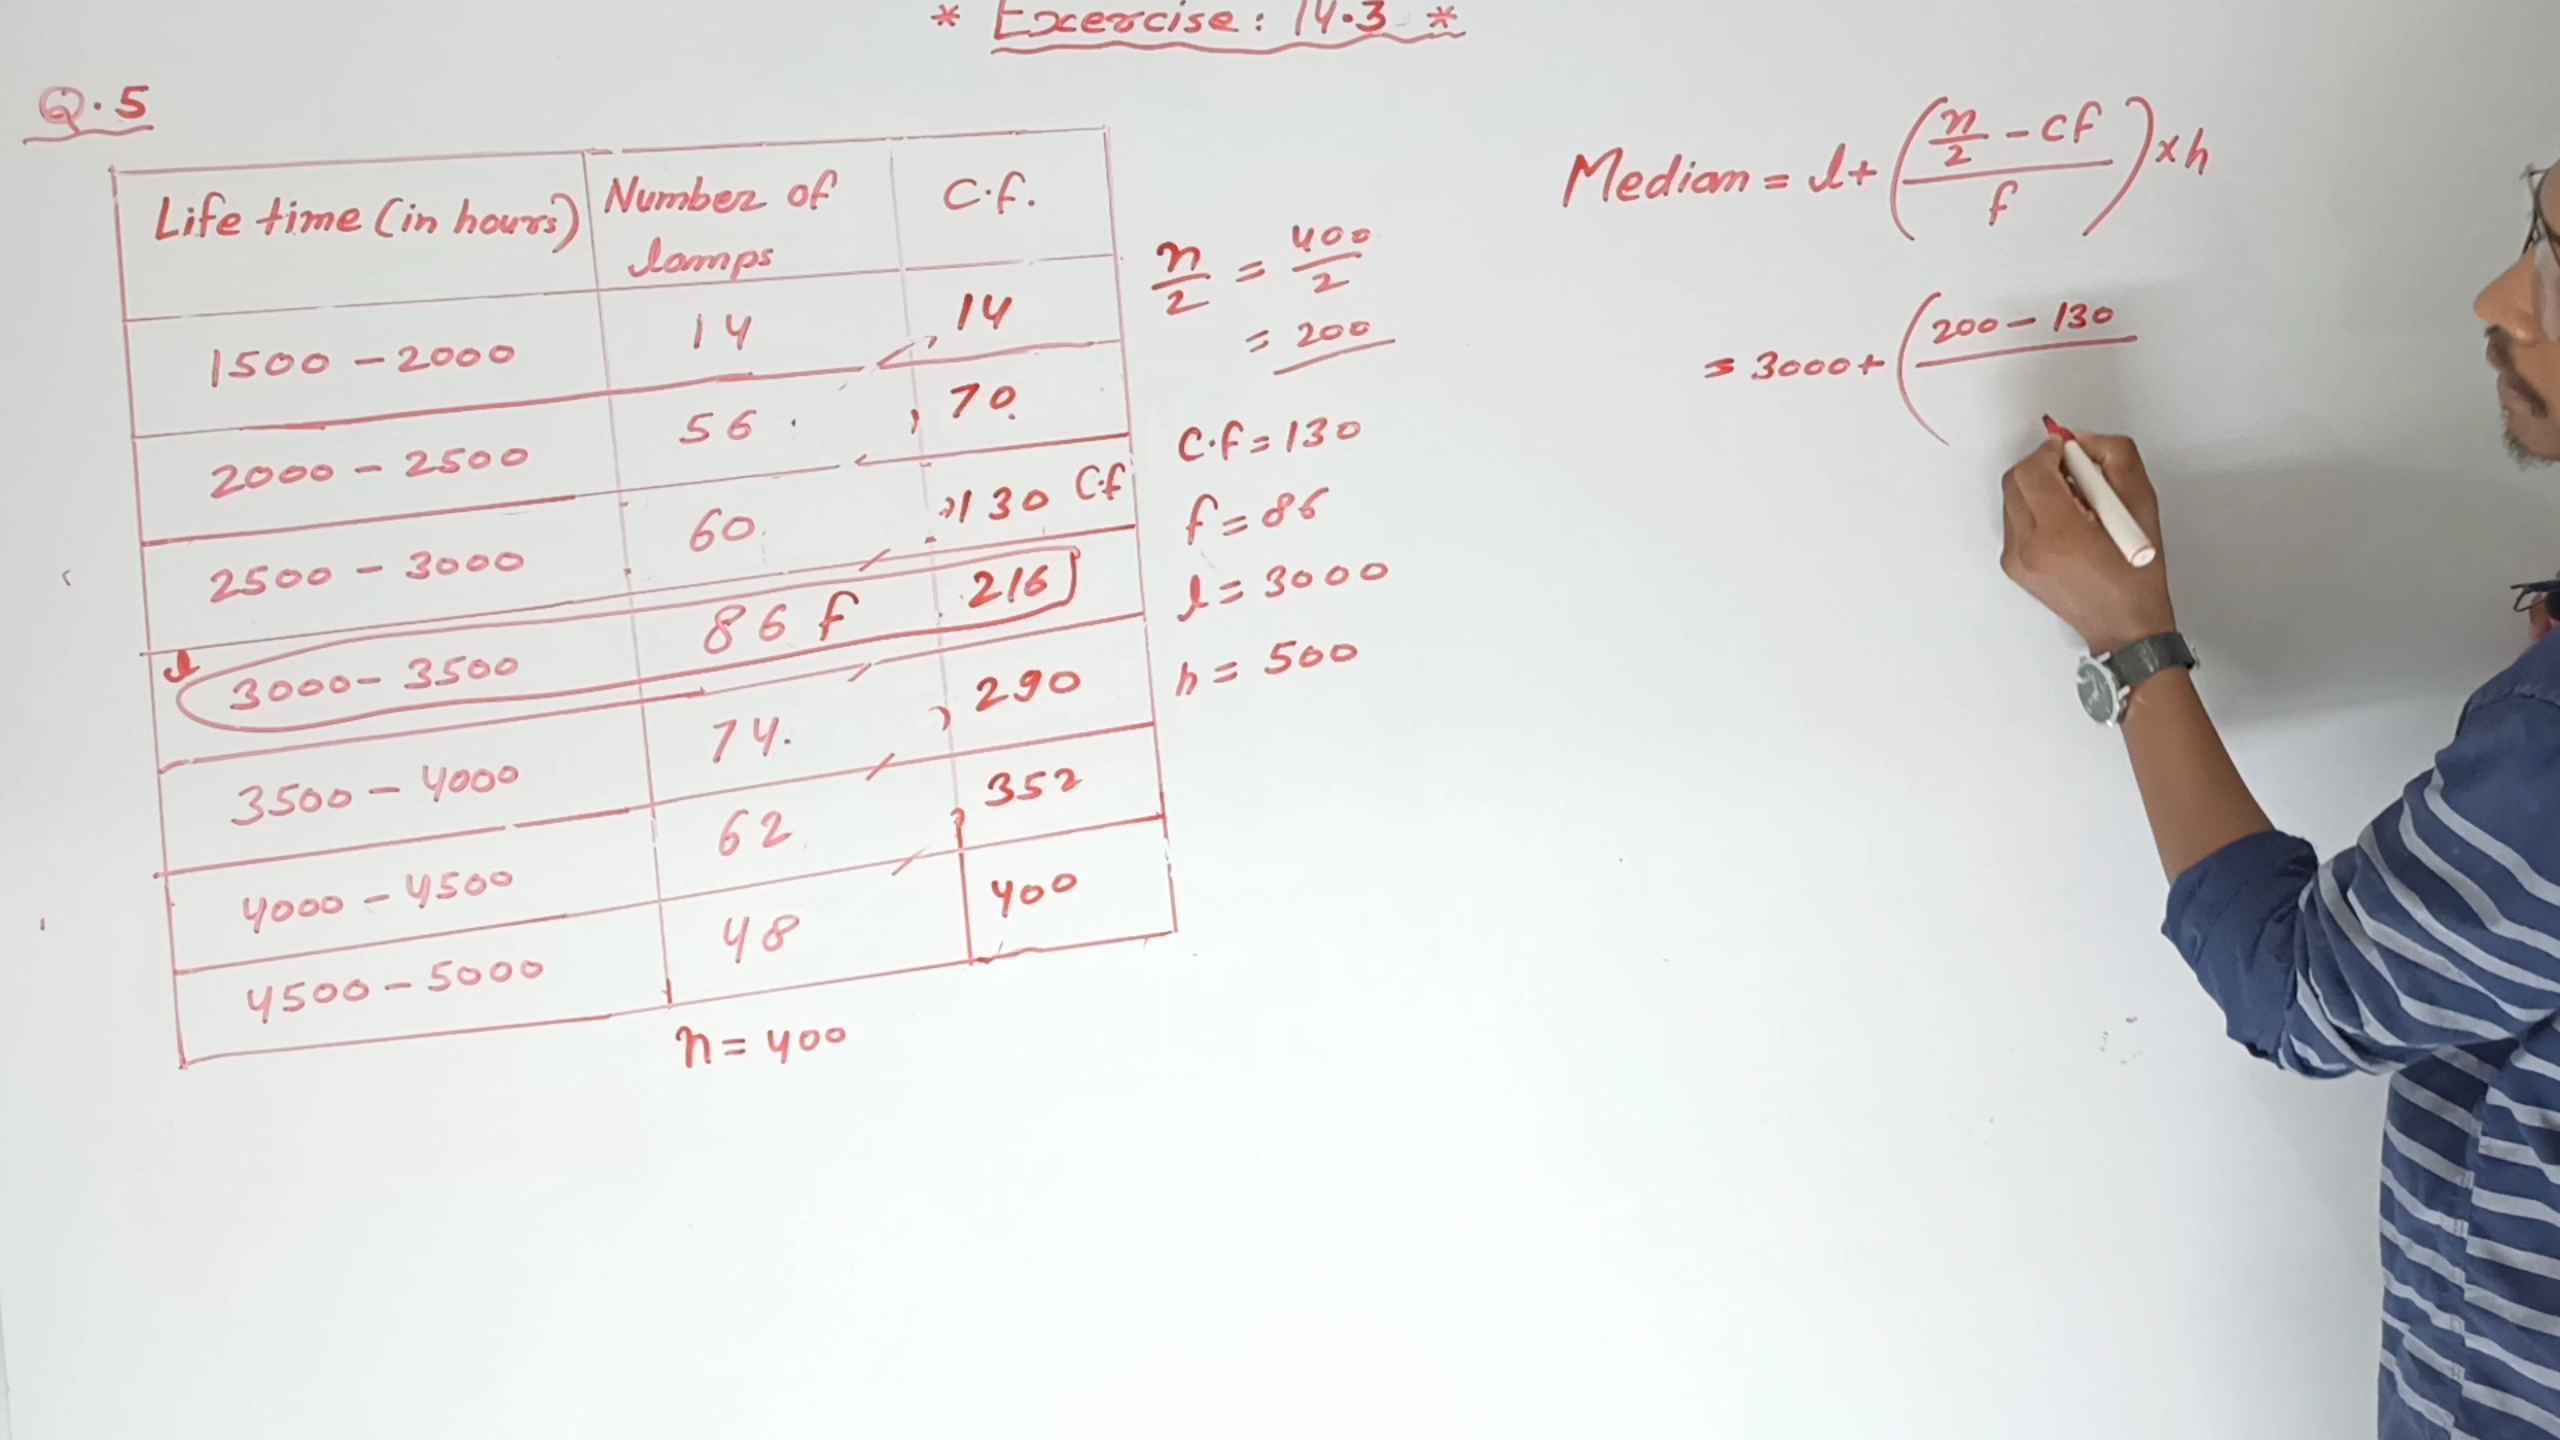 * Excercise: 14.3 *
Q.5
Life time (in hours) Number of lamps C.f.
1500 - 2000 14 14
2000 - 2500 56 70
2500 - 3000 60 130 Cf
l 3000 - 3500 86 f 216
3500 - 4000 74 290
4000 - 4500 62 352
4500 - 5000 48 400
n = 400
n/2 = 400/2
= 200
C.f = 130
f = 86
l = 3000
h = 500
Median = l + ( (n/2 - cf) / f ) × h
= 3000 + ( 200 - 130